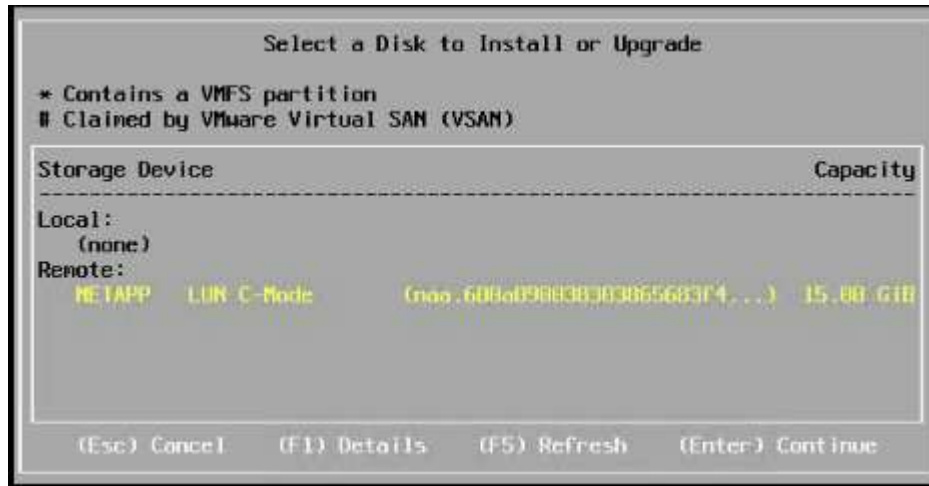 Select a Disk to Install or Upgrade
* Contains a VMFS partition
# Claimed by VMware Virtual SAN (VSAN)
Storage Device Capacity
Local:
(none)
Remote:
NETAPP LUN C-Mode 15.00 GiB
(Esc) Cancel (F1) Details (F5) Refresh (Enter) Continue